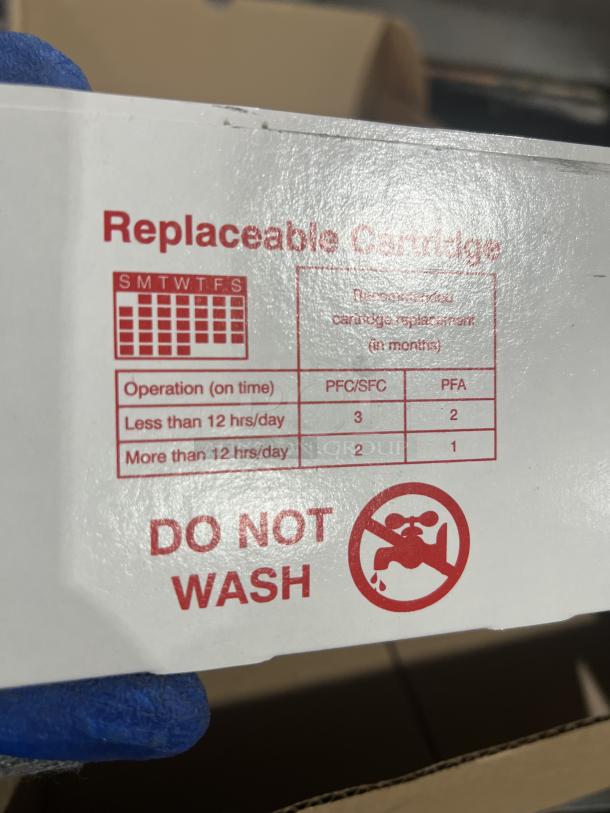 Replaceable Cartridge
S M T W T F S
Recommended
cartridge replacement
(in months)
Operation (on time) PFC/SFC PFA
Less than 12 hrs/day 3 2
More than 12 hrs/day 2 1
GROUP
DO NOT
WASH